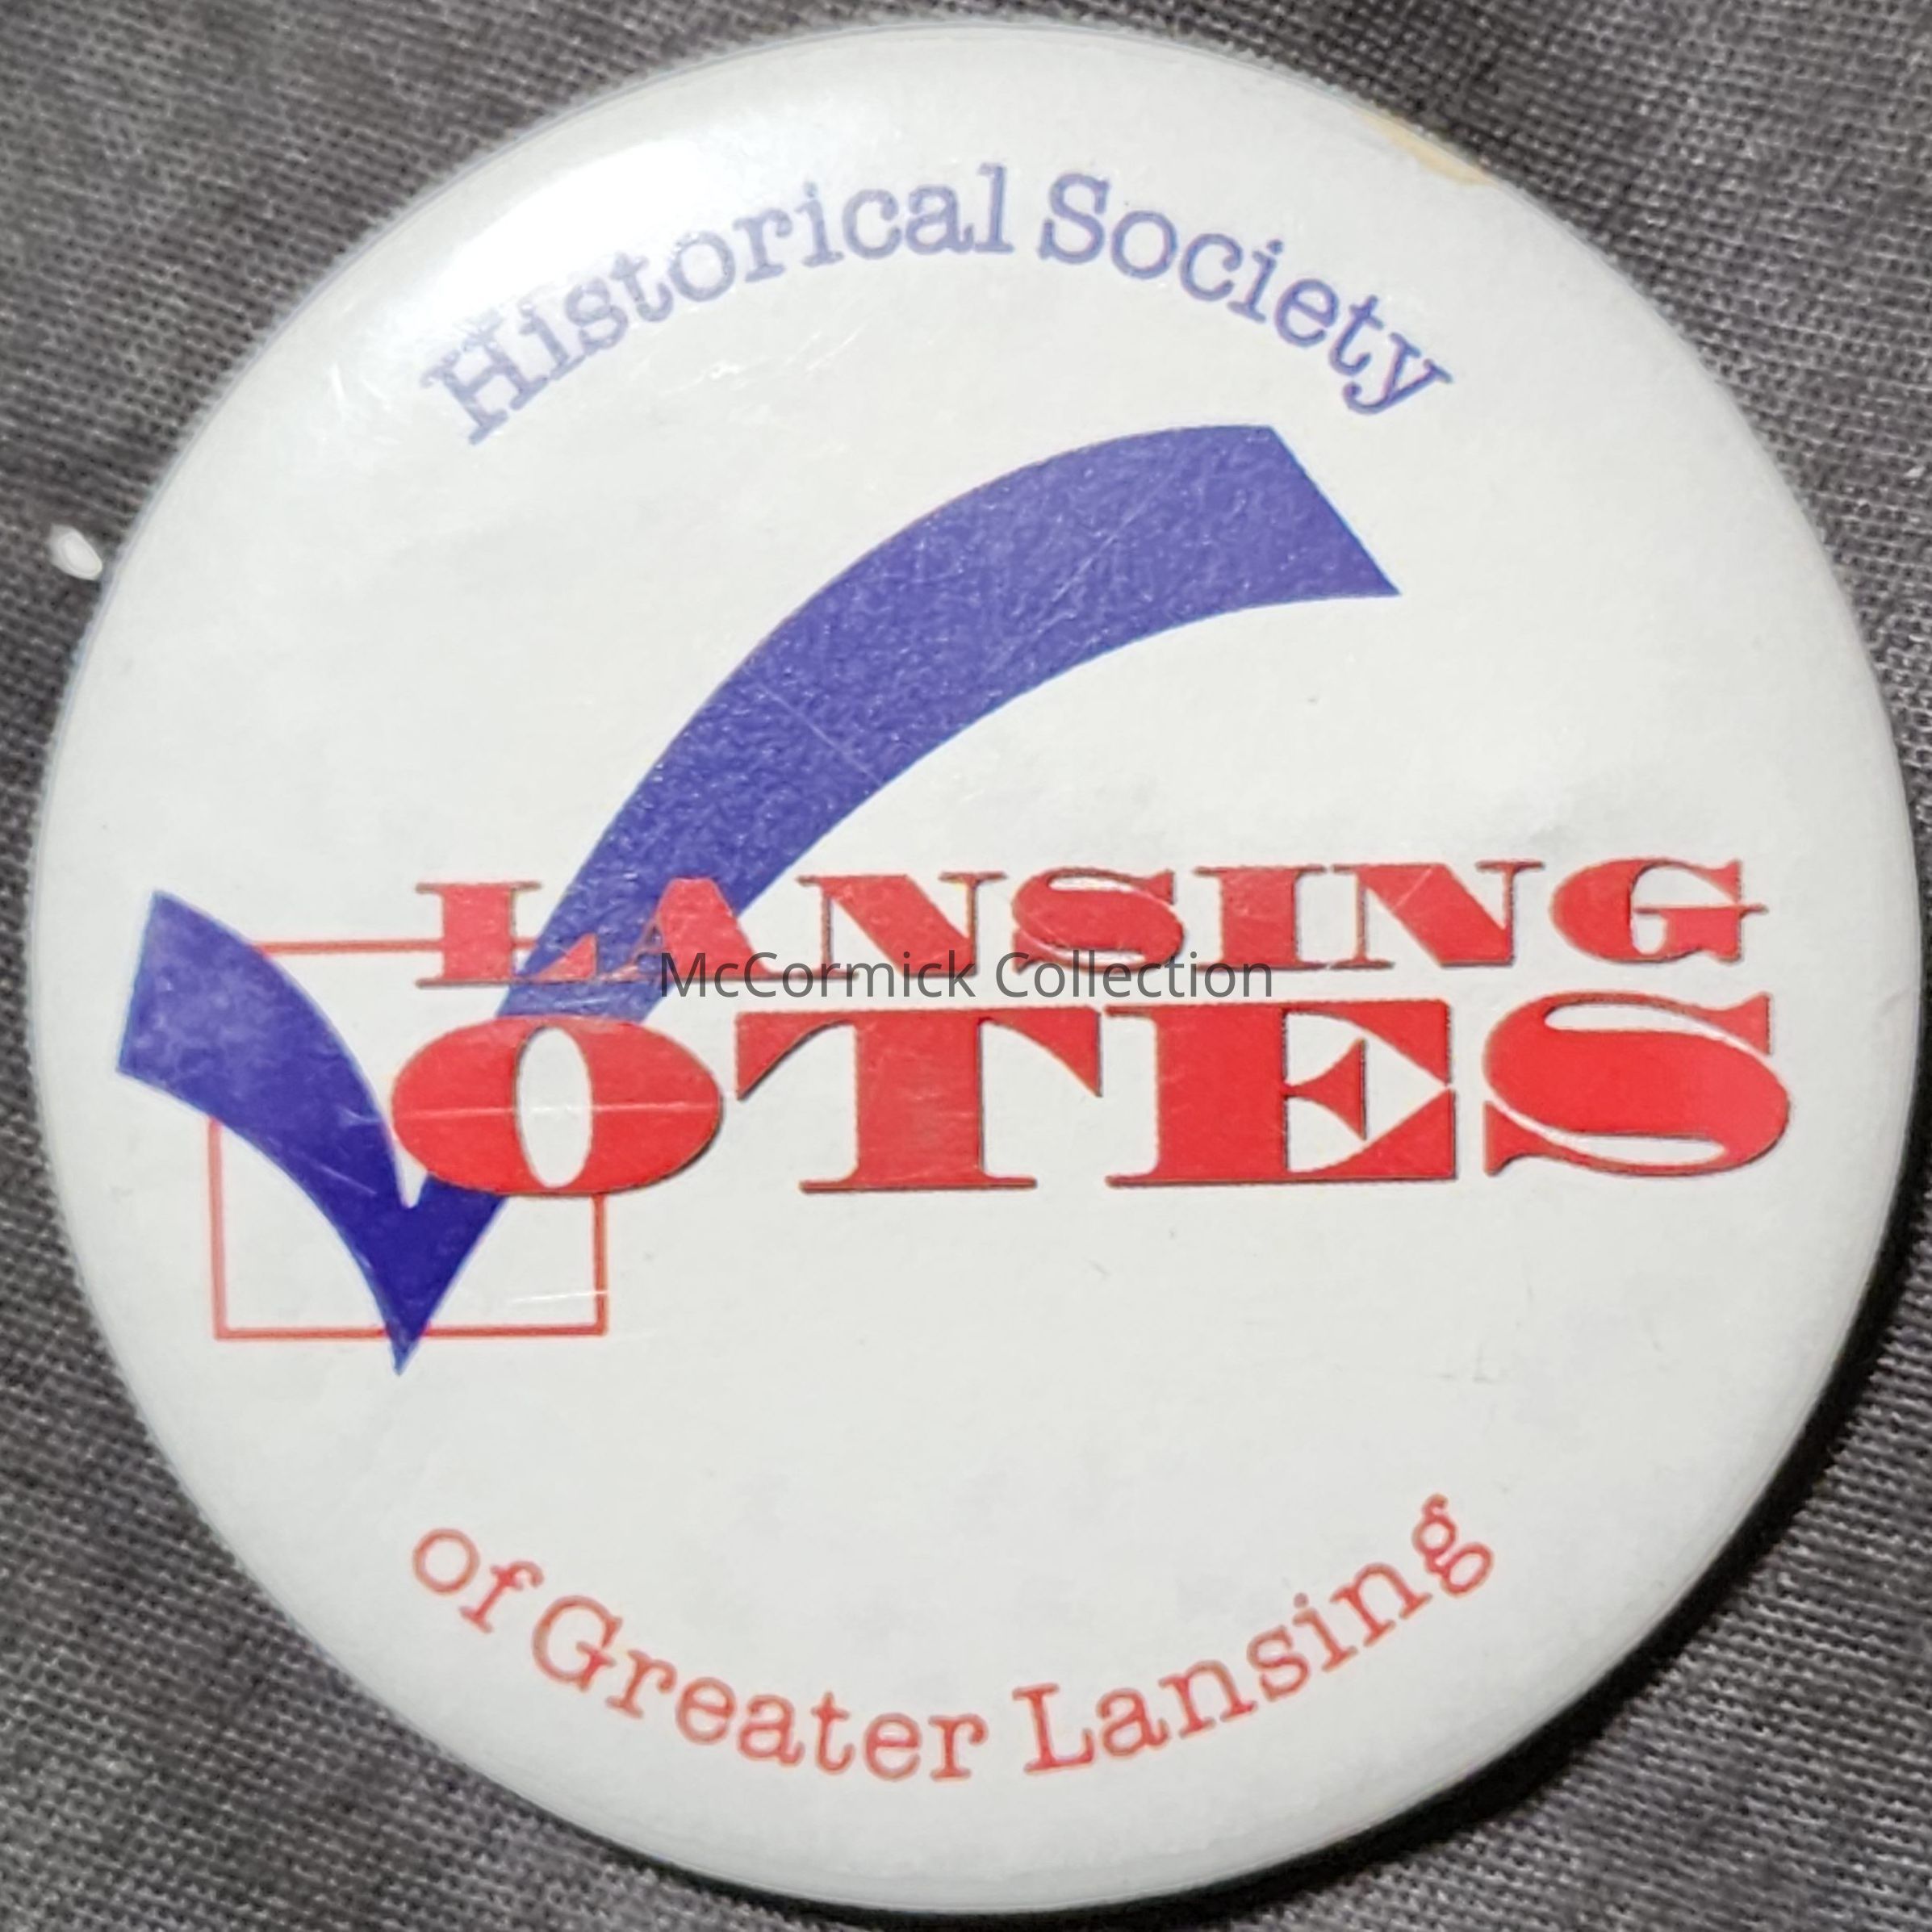 Historical Society
LANSING
McCormick Collection
VOTES
of Greater Lansing